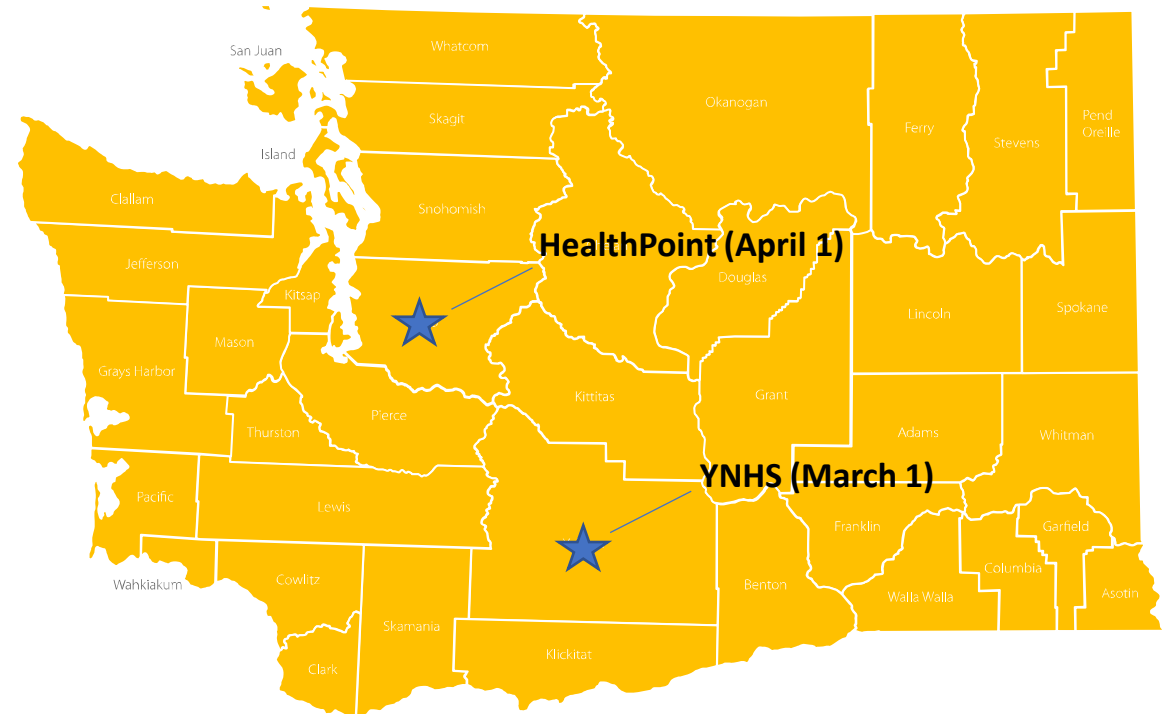 San Juan
Whatcom
Okanogan
Pend
Oreille
Skagit
Ferry
Stevens
Island
Clallam
Snohomish
HealthPoint (April 1)
Jefferson
Douglas
Kitsap
Lincoln
Spokane
Mason
Grays Harbor
Kittitas
Grant
Pierce
Thurston
Adams
Whitman
YNHS (March 1)
Pacific
Lewis
Franklin
Garfield
Columbia
Wahkiakum
Cowlitz
Benton
Walla Walla
Asotin
Skamania
Klickitat
Clark